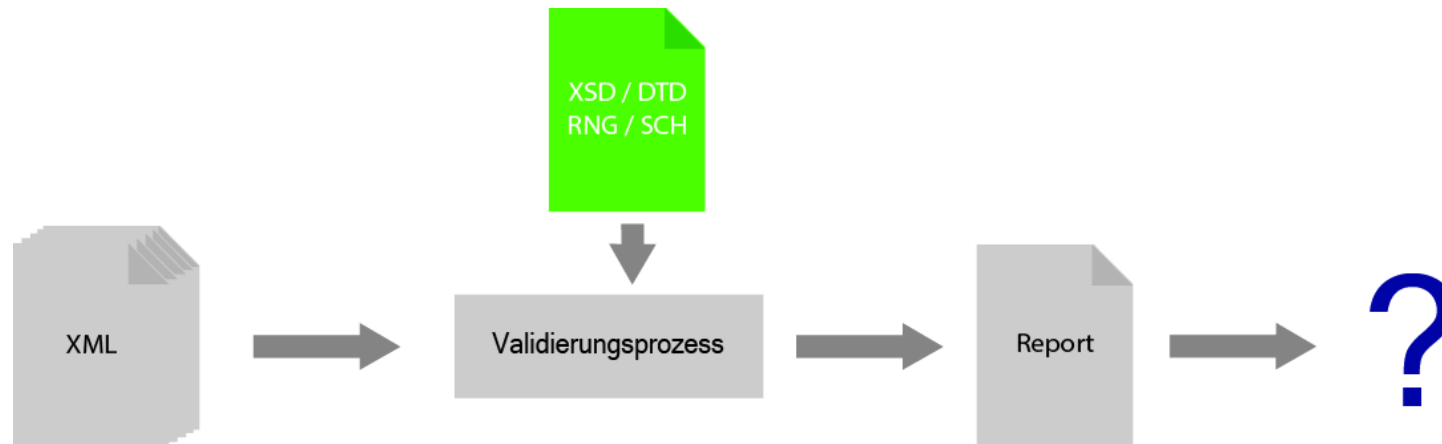 XSD / DTD
RNG / SCH
XML
Validierungsprozess
Report
?